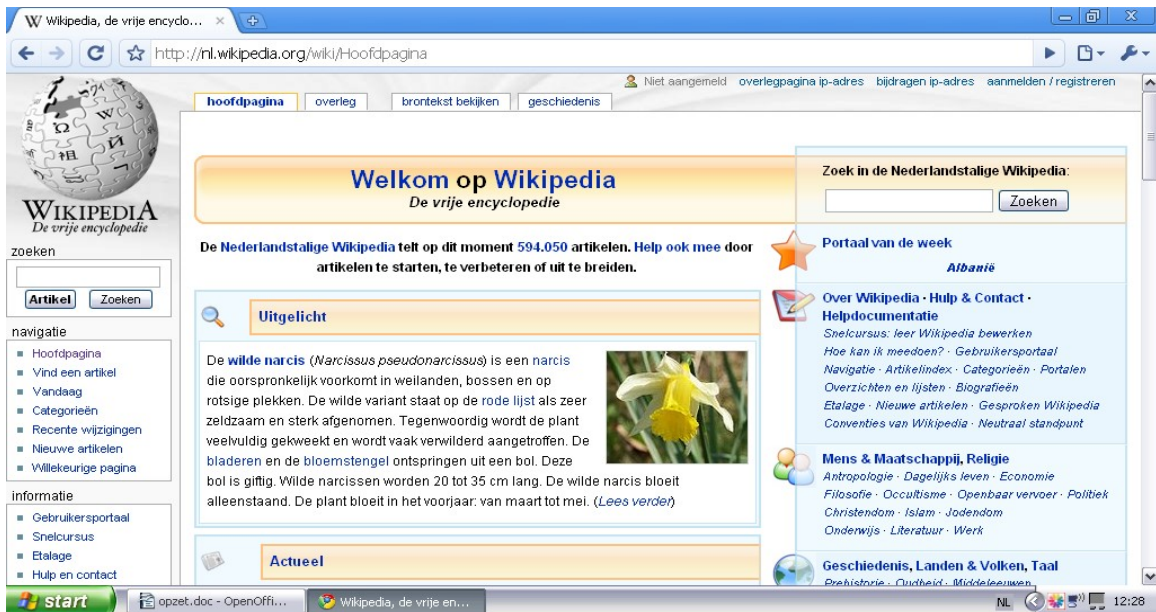 Wikipedia, de vrije encyclo...
http://nl.wikipedia.org/wiki/Hoofdpagina
Niet aangemeld overlegpagina ip-adres bijdragen ip-adres aanmelden / registreren
hoofdpagina overleg brontekst bekijken geschiedenis
WIKIPEDIA
De vrije encyclopedie
zoeken
Artikel Zoeken
navigatie
Hoofdpagina
Vind een artikel
Vandaag
Categorieën
Recente wijzigingen
Nieuwe artikelen
Willekeurige pagina
informatie
Gebruikersportaal
Snelcursus
Etalage
Hulp en contact
Welkom op Wikipedia
De vrije encyclopedie
De Nederlandstalige Wikipedia telt op dit moment 594.050 artikelen. Help ook mee door
artikelen te starten, te verbeteren of uit te breiden.
Uitgelicht
De wilde narcis (Narcissus pseudonarcissus) is een narcis
die oorspronkelijk voorkomt in weilanden, bossen en op
rotsige plekken. De wilde variant staat op de rode lijst als zeer
zeldzaam en sterk afgenomen. Tegenwoordig wordt de plant
veelvuldig gekweekt en wordt vaak verwilderd aangetroffen. De
bladeren en de bloemstengel ontspringen uit een bol. Deze
bol is giftig. Wilde narcissen worden 20 tot 35 cm lang. De wilde narcis bloeit
alleenstaand. De plant bloeit in het voorjaar: van maart tot mei. (Lees verder)
Actueel
Zoek in de Nederlandstalige Wikipedia:
Zoeken
Portaal van de week
Albanië
Over Wikipedia · Hulp & Contact ·
Helpdocumentatie
Snelcursus: leer Wikipedia bewerken
Hoe kan ik meedoen? · Gebruikersportaal
Navigatie · Artikelindex · Categorieën · Portalen
Overzichten en lijsten · Biografieën
Etalage · Nieuwe artikelen · Gesproken Wikipedia
Conventies van Wikipedia · Neutraal standpunt
Mens & Maatschappij, Religie
Antropologie · Dagelijks leven · Economie
Filosofie · Occultisme · Openbaar vervoer · Politiek
Christendom · Islam · Jodendom
Onderwijs · Literatuur · Werk
Geschiedenis, Landen & Volken, Taal
Prehistorie · Oudheid · Middeleeuwen
start opzet.doc - OpenOffi... Wikipedia, de vrije en... NL 12:28